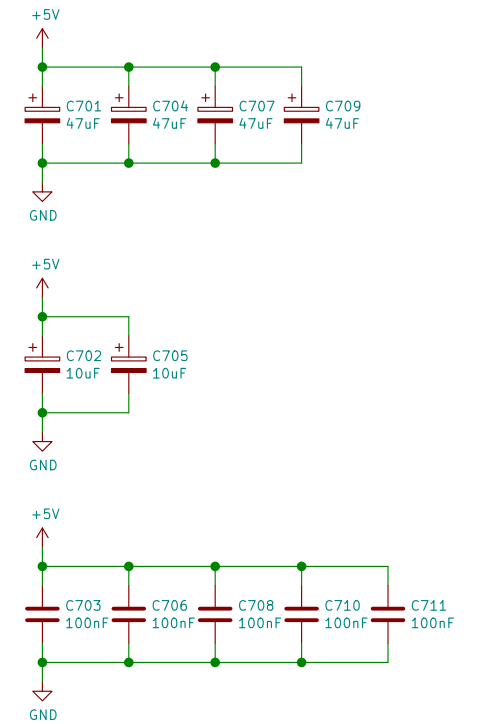 +5V
+ C701 + C704 + C707 + C709
47uF 47uF 47uF 47uF
GND
+5V
+ C702 + C705
10uF 10uF
GND
+5V
C703 C706 C708 C710 C711
100nF 100nF 100nF 100nF 100nF
GND